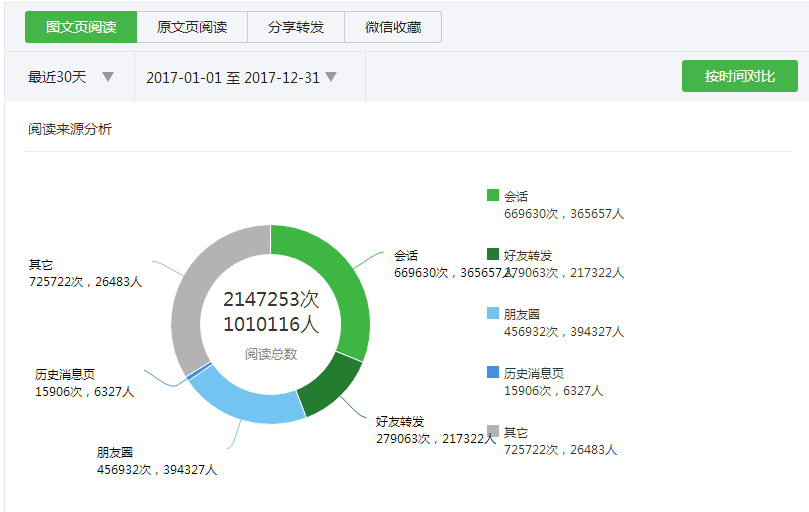 图文页阅读
原文页阅读
分享转发
微信收藏
最近30天
2017-01-01 至 2017-12-31
按时间对比
阅读来源分析
其它
725722次，26483人
历史消息页
15906次，6327人
朋友圈
456932次，394327人
2147253次
1010116人
阅读总数
会话
669630次，365657人
好友转发
279063次，217322人
会话
669630次，365657人
好友转发
279063次，217322人
朋友圈
456932次，394327人
历史消息页
15906次，6327人
其它
725722次，26483人